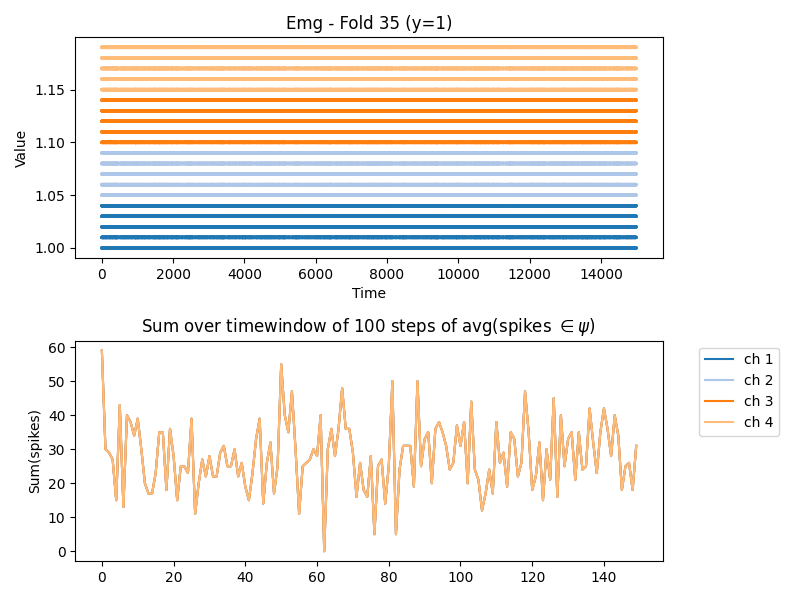 Emg - Fold 35 (y=1)
Value
1.15
1.10
1.05
1.00
0 2000 4000 6000 8000 10000 12000 14000
Time
Sum over timewindow of 100 steps of avg(spikes ∈ ψ)
Sum(spikes)
60
50
40
30
20
10
0
0 20 40 60 80 100 120 140
ch 1
ch 2
ch 3
ch 4